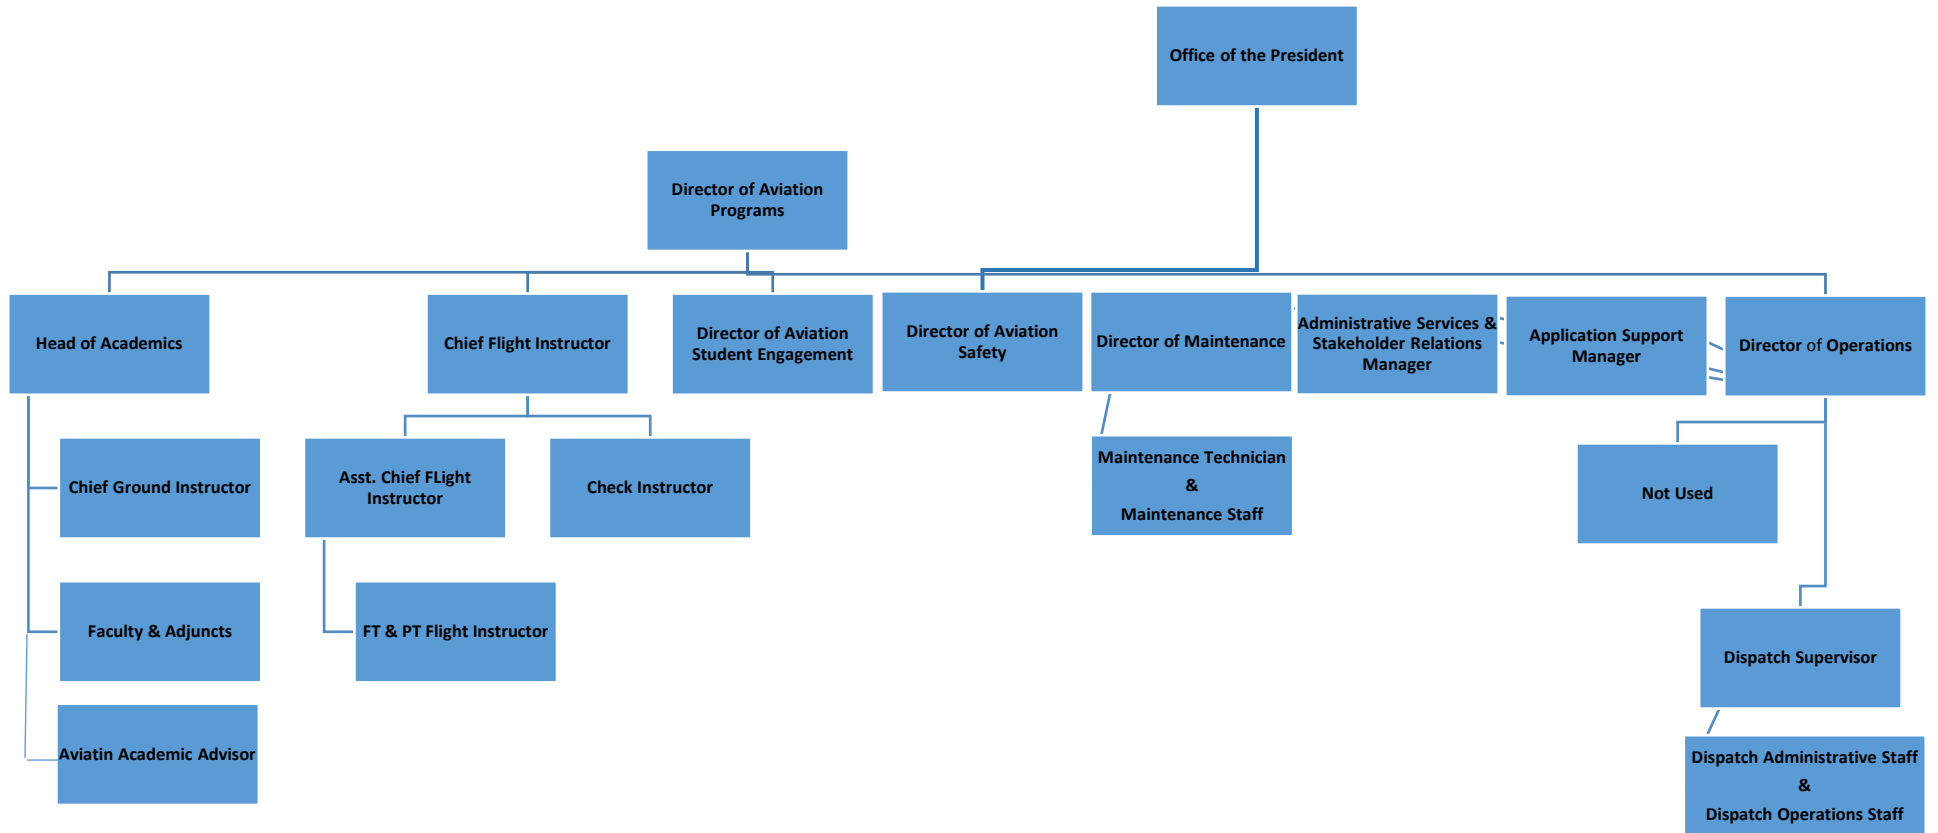 Office of the President
Director of Aviation
Programs
Head of Academics
Chief Flight Instructor
Director of Aviation
Student Engagement
Director of Aviation
Safety
Director of Maintenance
Administrative Services &
Stakeholder Relations
Manager
Application Support
Manager
Director of Operations
Chief Ground Instructor
Asst. Chief FLight
Instructor
Check Instructor
Maintenance Technician
&
Maintenance Staff
Not Used
Faculty & Adjuncts
FT & PT Flight Instructor
Dispatch Supervisor
Aviatin Academic Advisor
Dispatch Administrative Staff
&
Dispatch Operations Staff